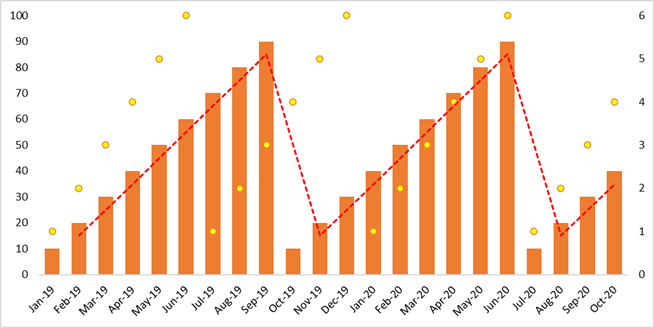 100
90
80
70
60
50
40
30
20
10
0
6
5
4
3
2
1
0
Jan-19
Feb-19
Mar-19
Apr-19
May-19
Jun-19
Jul-19
Aug-19
Sep-19
Oct-19
Nov-19
Dec-19
Jan-20
Feb-20
Mar-20
Apr-20
May-20
Jun-20
Jul-20
Aug-20
Sep-20
Oct-20